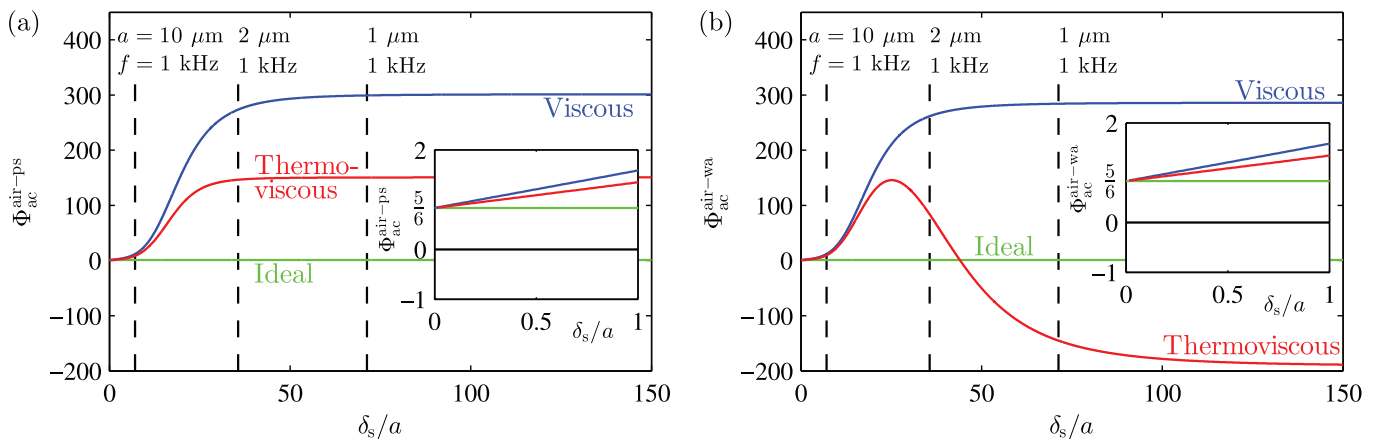 (a)
a = 10 μm 2 μm 1 μm
f = 1 kHz 1 kHz 1 kHz
400
300
200
100
0
−100
−200
Φ_ac^air−ps
Viscous
Thermo-
viscous
Ideal
0 50 100 150
δ_s/a
2
1
5/6
0
−1
Φ_ac^air−ps
0 0.5 1
δ_s/a
(b)
a = 10 μm 2 μm 1 μm
f = 1 kHz 1 kHz 1 kHz
400
300
200
100
0
−100
−200
Φ_ac^air−wa
Viscous
Ideal
Thermoviscous
0 50 100 150
δ_s/a
2
1
5/6
0
−1
Φ_ac^air−wa
0 0.5 1
δ_s/a